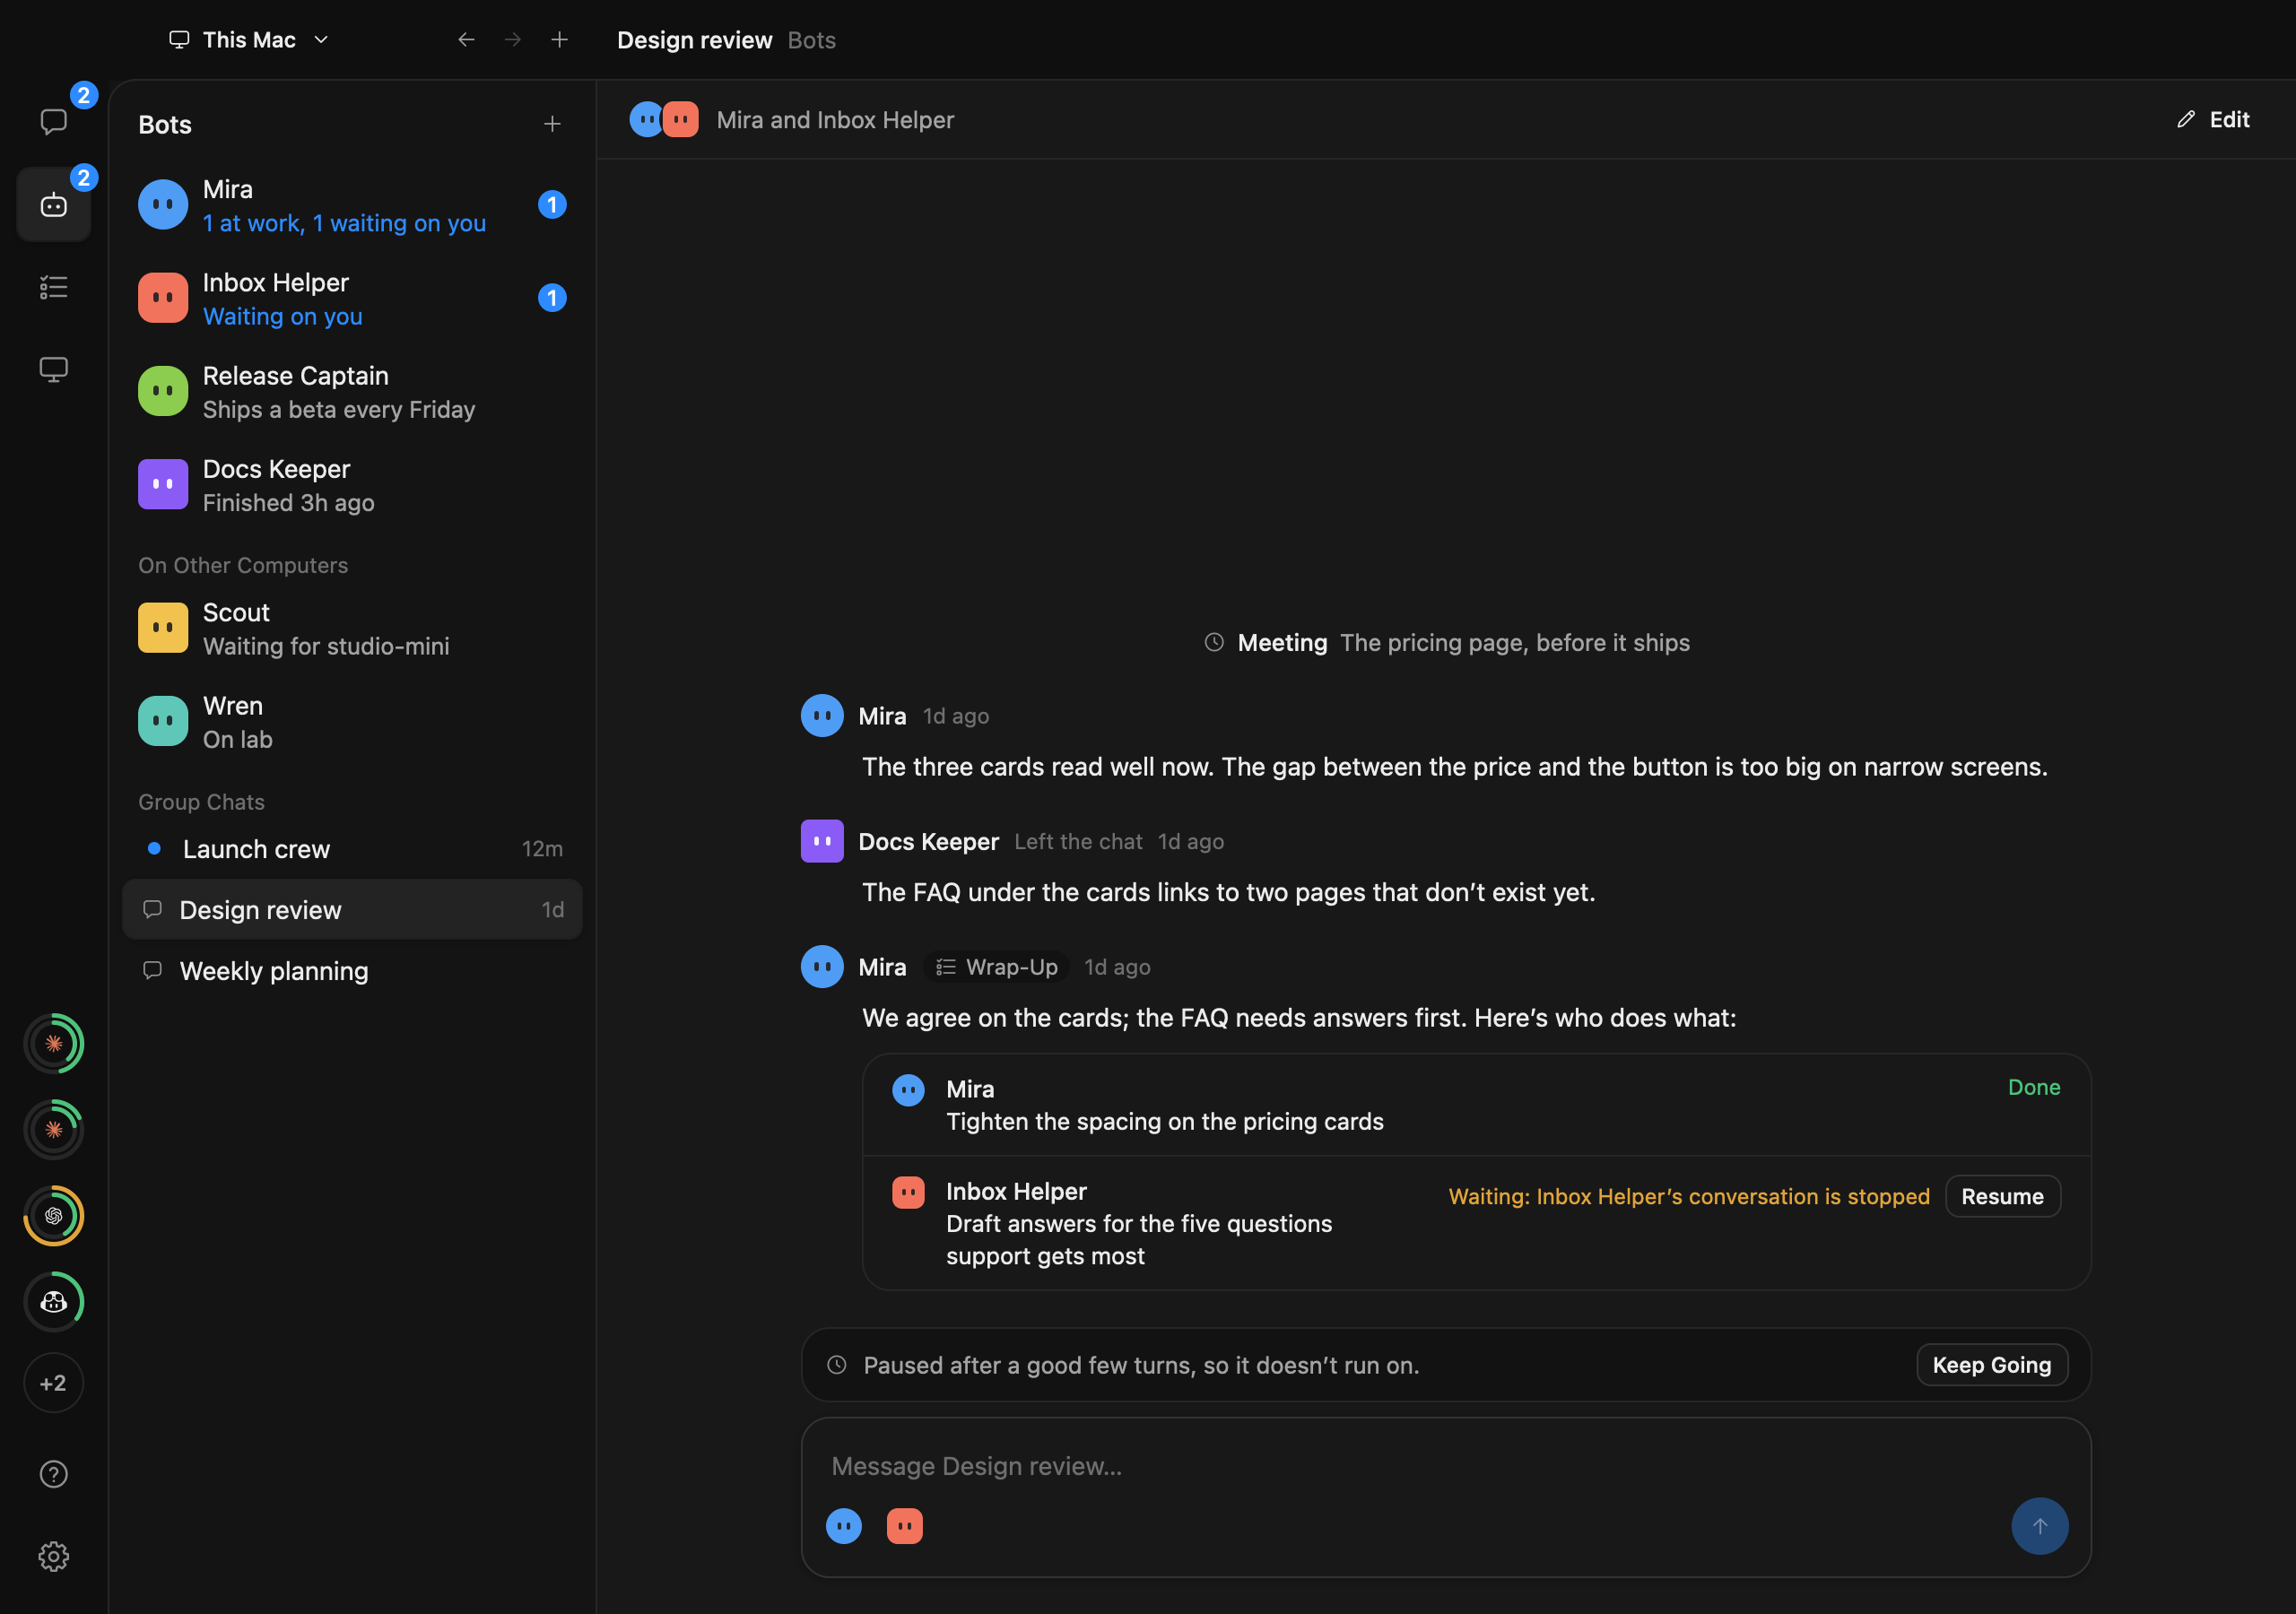 This Mac
Design review Bots
2
2
Bots
Mira
1 at work, 1 waiting on you
1
Inbox Helper
Waiting on you
1
Release Captain
Ships a beta every Friday
Docs Keeper
Finished 3h ago
On Other Computers
Scout
Waiting for studio-mini
Wren
On lab
Group Chats
Launch crew 12m
Design review 1d
Weekly planning
+2
Mira and Inbox Helper
Edit
Meeting The pricing page, before it ships
Mira 1d ago
The three cards read well now. The gap between the price and the button is too big on narrow screens.
Docs Keeper Left the chat 1d ago
The FAQ under the cards links to two pages that don’t exist yet.
Mira Wrap-Up 1d ago
We agree on the cards; the FAQ needs answers first. Here’s who does what:
Mira
Tighten the spacing on the pricing cards
Done
Inbox Helper
Draft answers for the five questions
support gets most
Waiting: Inbox Helper’s conversation is stopped
Resume
Paused after a good few turns, so it doesn’t run on.
Keep Going
Message Design review...